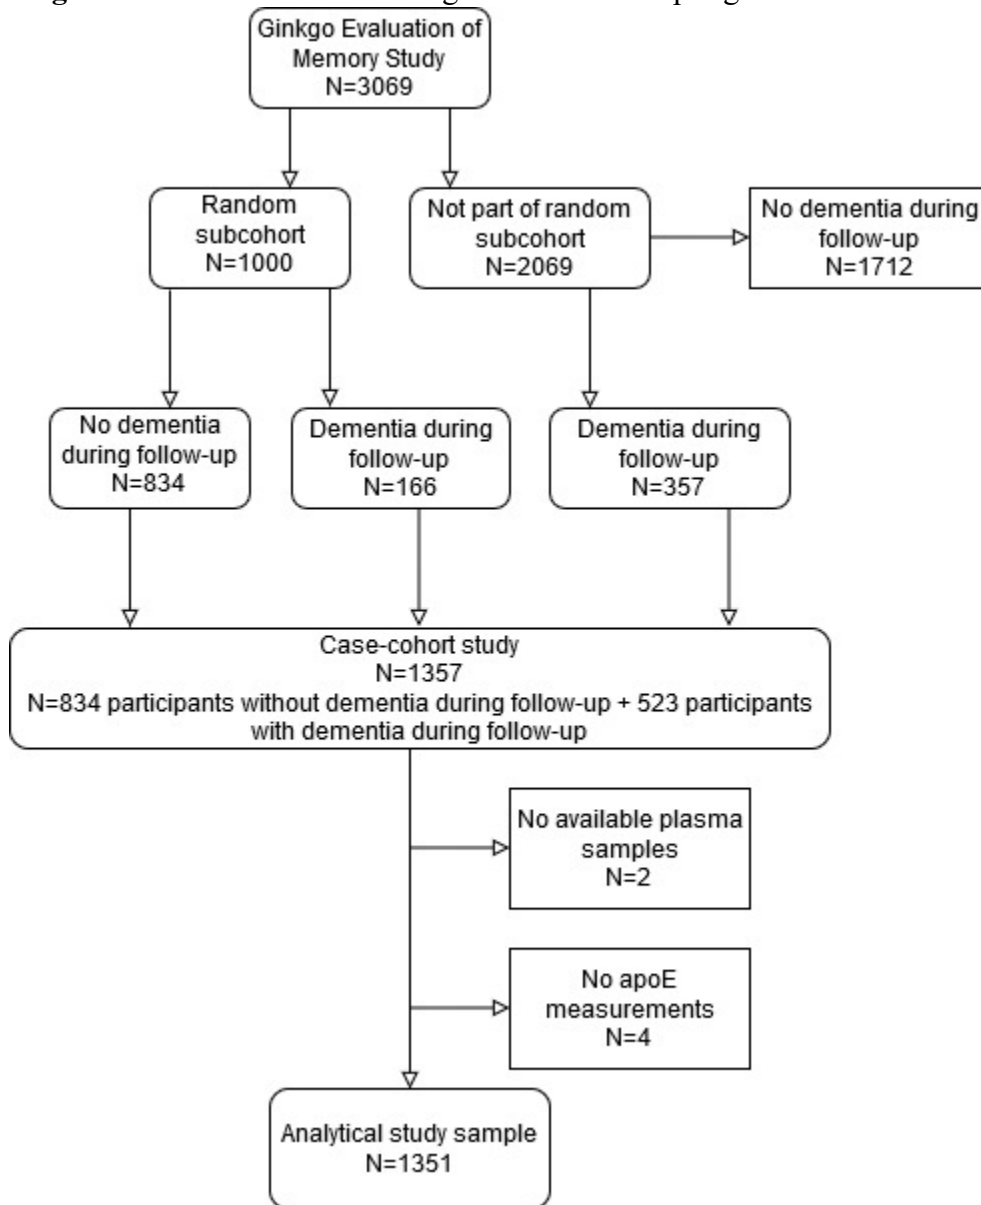 Ginkgo Evaluation of
Memory Study
N=3069
Random
subcohort
N=1000
Not part of random
subcohort
N=2069
No dementia during
follow-up
N=1712
No dementia
during follow-up
N=834
Dementia during
follow-up
N=166
Dementia during
follow-up
N=357
Case-cohort study
N=1357
N=834 participants without dementia during follow-up + 523 participants
with dementia during follow-up
No available plasma
samples
N=2
No apoE
measurements
N=4
Analytical study sample
N=1351